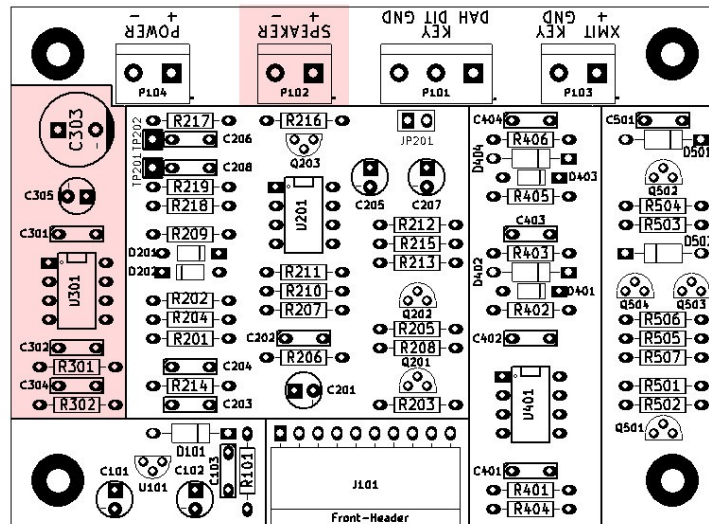 - + - + DAH DIT GND + XMIT GND
POWER SPEAKER KEY KEY
P104 P102 P101 P103
C303
TP202
TP201
R217
C206
C208
R219
R218
R209
D201
D202
R202
R204
R201
C204
R214
C203
C305
C301
U301
C302
R301
C304
R302
R216
Q203
U201
R211
R210
R207
C202
R206
C201
JP201
C205
C207
R212
R215
R213
Q202
R205
R208
Q201
R203
C404
R406
D404
D403
R405
C403
R403
D402
D401
R402
C402
U401
C401
R401
R404
C501
D501
Q502
R504
R503
D502
Q504
Q503
R506
R505
R507
R501
R502
Q501
D101
C101
U101
C102
C103
R101
J101
Front-Header